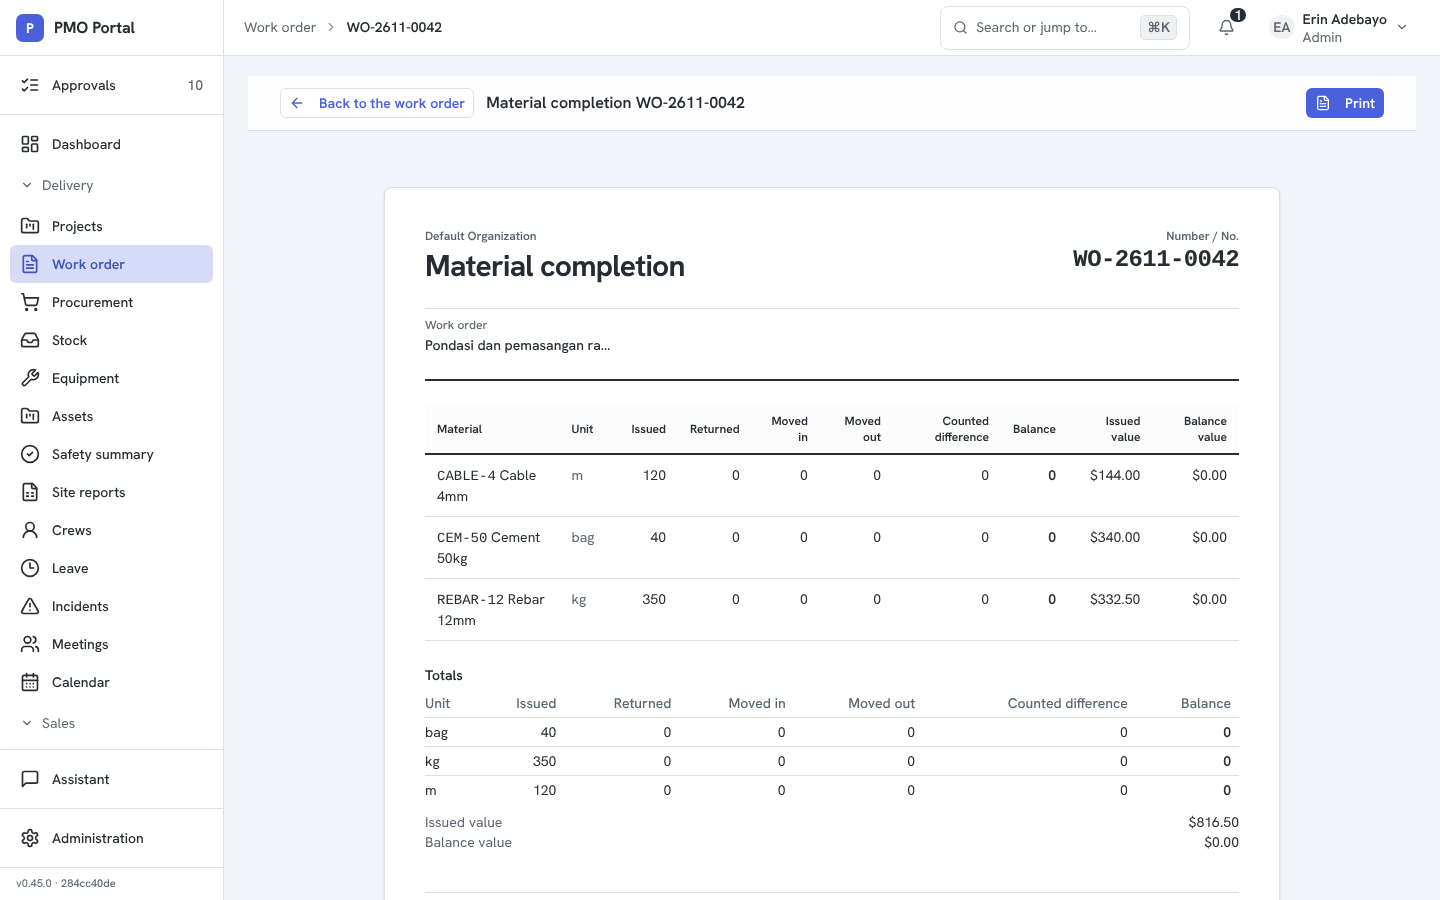 P PMO Portal
Work order > WO-2611-0042
Search or jump to... ⌘K
1
EA Erin Adebayo
Admin
Approvals 10
Dashboard
Delivery
Projects
Work order
Procurement
Stock
Equipment
Assets
Safety summary
Site reports
Crews
Leave
Incidents
Meetings
Calendar
Sales
Assistant
Administration
v0.45.0 · 284cc40de
Back to the work order Material completion WO-2611-0042
Print
Default Organization
Material completion
Number / No.
WO-2611-0042
Work order
Pondasi dan pemasangan ra...
Material Unit Issued Returned Moved in Moved out Counted difference Balance Issued value Balance value
CABLE-4 Cable 4mm m 120 0 0 0 0 0 $144.00 $0.00
CEM-50 Cement 50kg bag 40 0 0 0 0 0 $340.00 $0.00
REBAR-12 Rebar 12mm kg 350 0 0 0 0 0 $332.50 $0.00
Totals
Unit Issued Returned Moved in Moved out Counted difference Balance
bag 40 0 0 0 0 0
kg 350 0 0 0 0 0
m 120 0 0 0 0 0
Issued value $816.50
Balance value $0.00